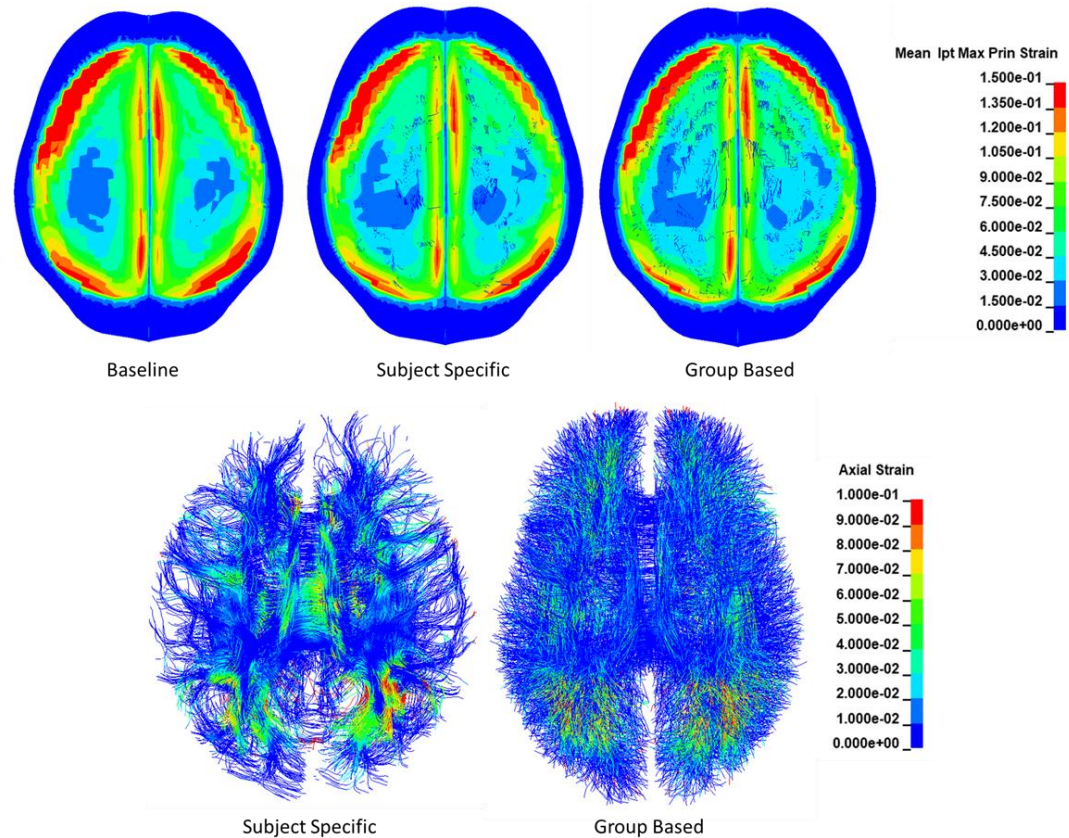 Mean Ipt Max Prin Strain
1.500e-01
1.350e-01
1.200e-01
1.050e-01
9.000e-02
7.500e-02
6.000e-02
4.500e-02
3.000e-02
1.500e-02
0.000e+00
Baseline
Subject Specific
Group Based
Axial Strain
1.000e-01
9.000e-02
8.000e-02
7.000e-02
6.000e-02
5.000e-02
4.000e-02
3.000e-02
2.000e-02
1.000e-02
0.000e+00
Subject Specific
Group Based